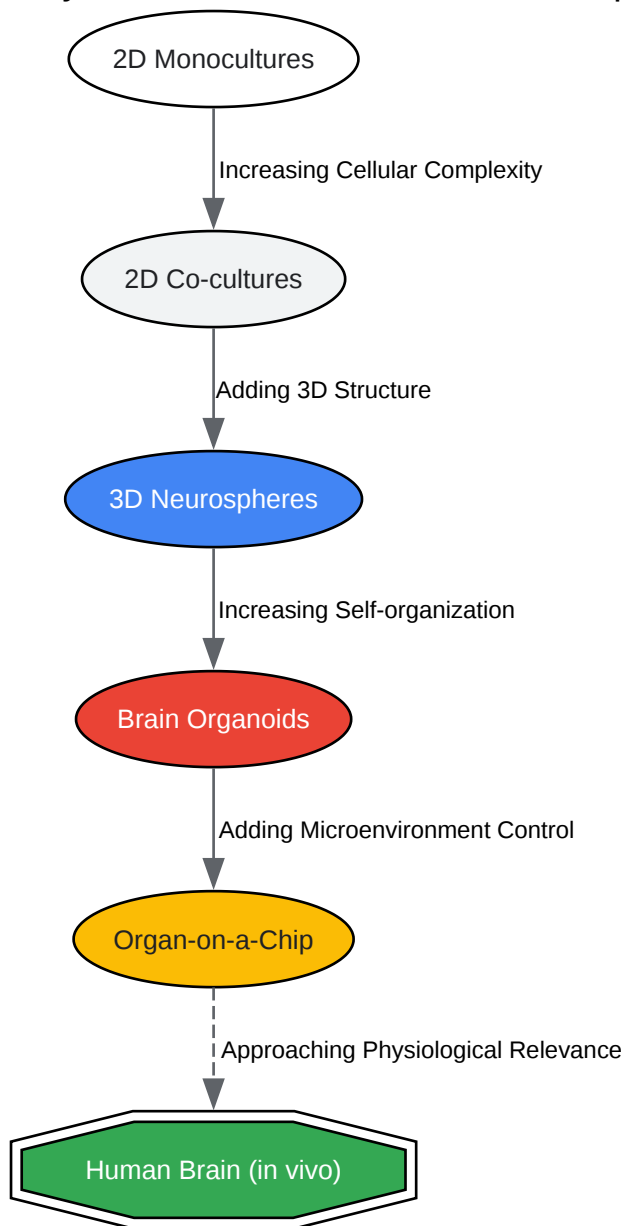 2D Monocultures
Increasing Cellular Complexity
2D Co-cultures
Adding 3D Structure
3D Neurospheres
Increasing Self-organization
Brain Organoids
Adding Microenvironment Control
Organ-on-a-Chip
Approaching Physiological Relevance
Human Brain (in vivo)